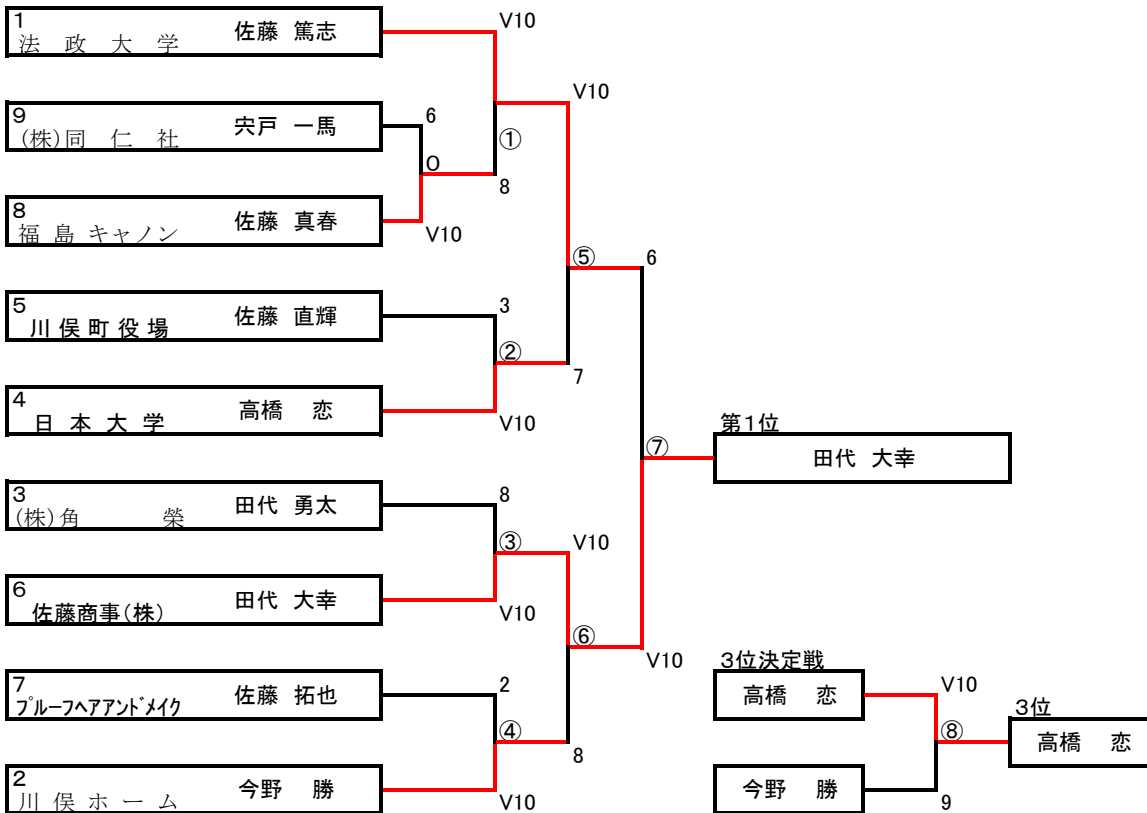 1
法 政 大 学 佐藤 篤志
V10
9
(株)同 仁 社 宍戸 一馬
6
V10
①
0
8
8
福 島 キャノン 佐藤 真春
V10
⑤
6
5
川 俣 町 役 場 佐藤 直輝
3
②
7
4
日 本 大 学 高橋 恋
V10
第1位
⑦
田代 大幸
3
(株)角 榮 田代 勇太
8
③
V10
6
佐藤商事(株) 田代 大幸
V10
⑥
V10
7
プルーフヘアアンドメイク 佐藤 拓也
2
④
8
2
川 俣 ホ ー ム 今野 勝
V10
3位決定戦
高橋 恋
V10
3位
⑧
高橋 恋
今野 勝
9